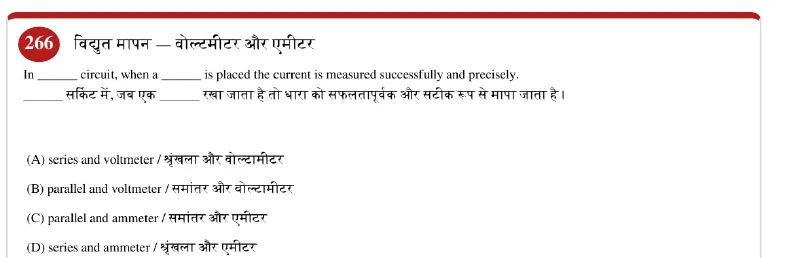 266 विद्युत मापन — वोल्टमीटर और एमीटर
In ______ circuit, when a ______ is placed the current is measured successfully and precisely.
______ सर्किट में, जब एक ______ रखा जाता है तो धारा को सफलतापूर्वक और सटीक रूप से मापा जाता है।
(A) series and voltmeter / श्रृंखला और वोल्टामीटर
(B) parallel and voltmeter / समांतर और वोल्टामीटर
(C) parallel and ammeter / समांतर और एमीटर
(D) series and ammeter / श्रृंखला और एमीटर